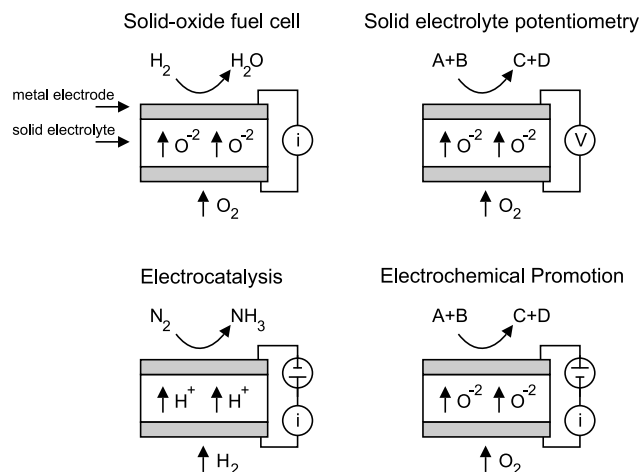 Solid-oxide fuel cell
H₂ H₂O
metal electrode
solid electrolyte
O⁻² O⁻²
i
O₂
Solid electrolyte potentiometry
A+B C+D
O⁻² O⁻²
V
O₂
Electrocatalysis
N₂ NH₃
H⁺ H⁺
i
H₂
Electrochemical Promotion
A+B C+D
O⁻² O⁻²
i
O₂